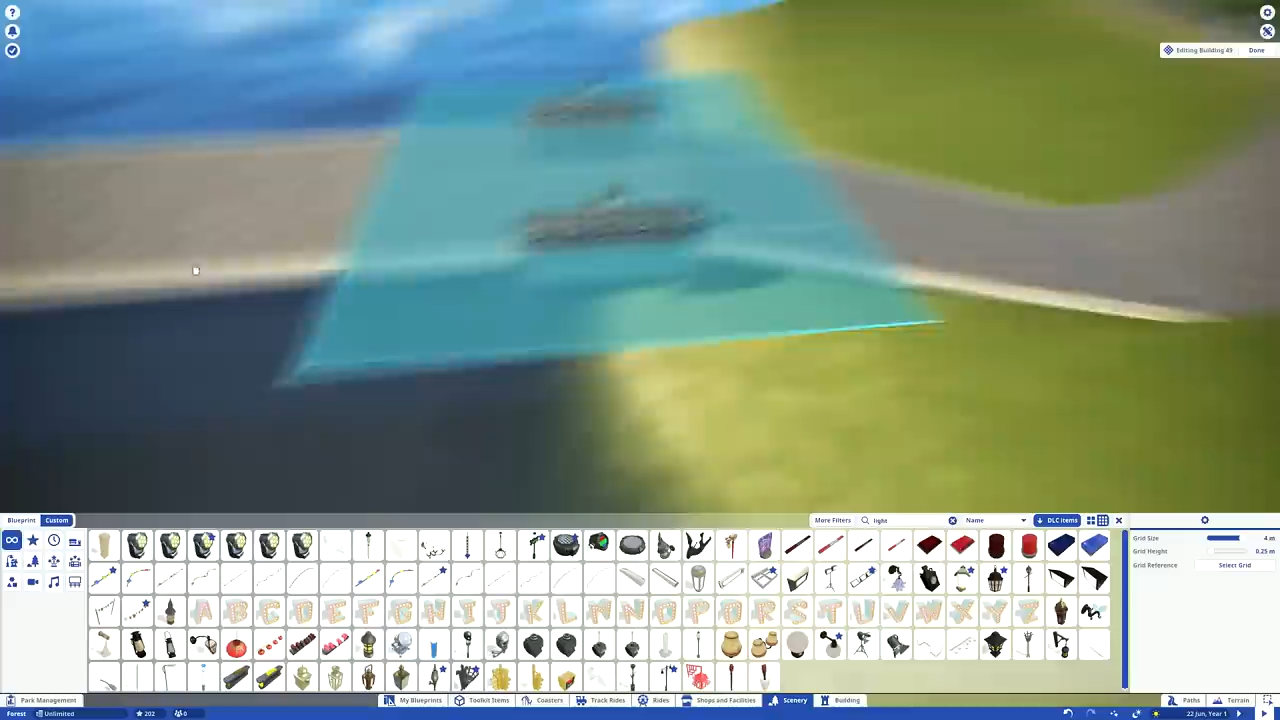 ?
Editing Building 49 Done
Blueprint Custom More Filters light Name DLC items
Grid Size 4 m
Grid Height 0.25 m
Grid Reference Select Grid
A B C D E F G H I J K L M N O P Q R S T U V W X Y Z
Park Management My Blueprints Toolkit Items Coasters Track Rides Rides Shops and Facilities Scenery Building Paths Terrain
Forest Unlimited 202 0 22 Jun, Year 1